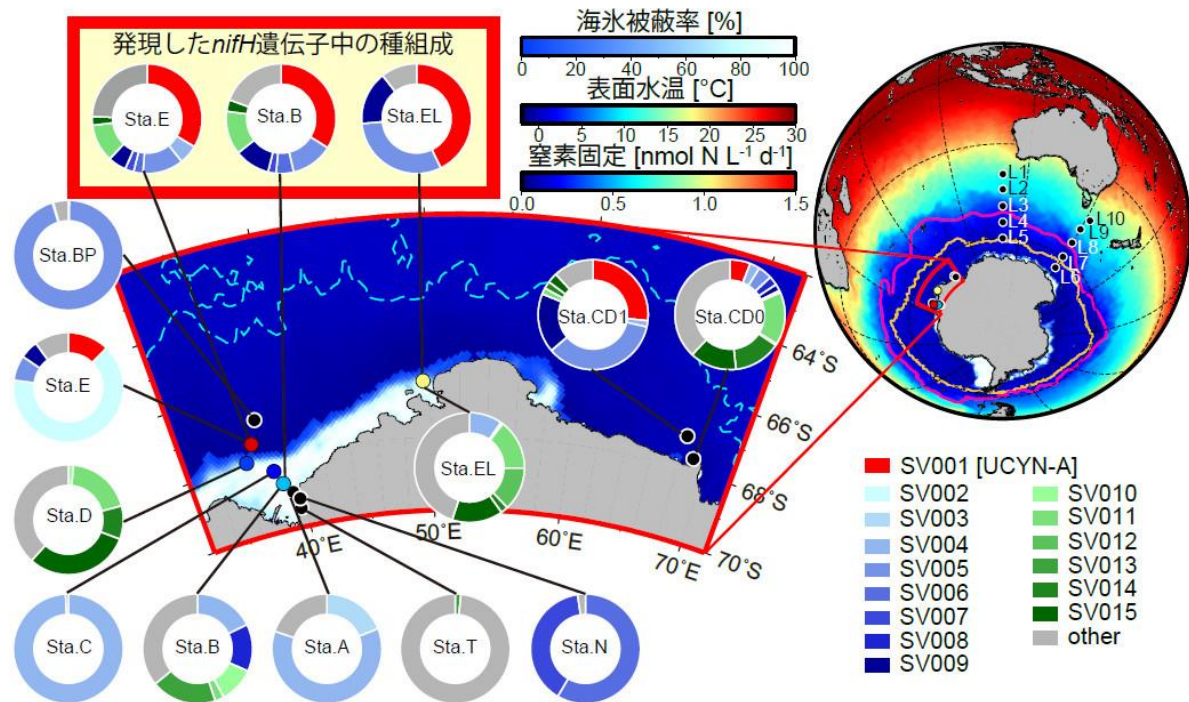 発現したnifH遺伝子中の種組成
Sta.E
Sta.B
Sta.EL
海氷被蔽率 [%]
0 20 40 60 80 100
表面水温 [°C]
0 5 10 15 20 25 30
窒素固定 [nmol N L-1 d-1]
0.0 0.5 1.0 1.5
L1
L2
L3
L4
L5
L10
L9
L8
L7
L6
Sta.BP
Sta.E
Sta.D
Sta.C
Sta.B
Sta.A
Sta.T
Sta.N
Sta.EL
Sta.CD1
Sta.CD0
64°S
66°S
68°S
70°S
40°E
50°E
60°E
70°E
SV001 [UCYN-A]
SV002
SV003
SV004
SV005
SV006
SV007
SV008
SV009
SV010
SV011
SV012
SV013
SV014
SV015
other